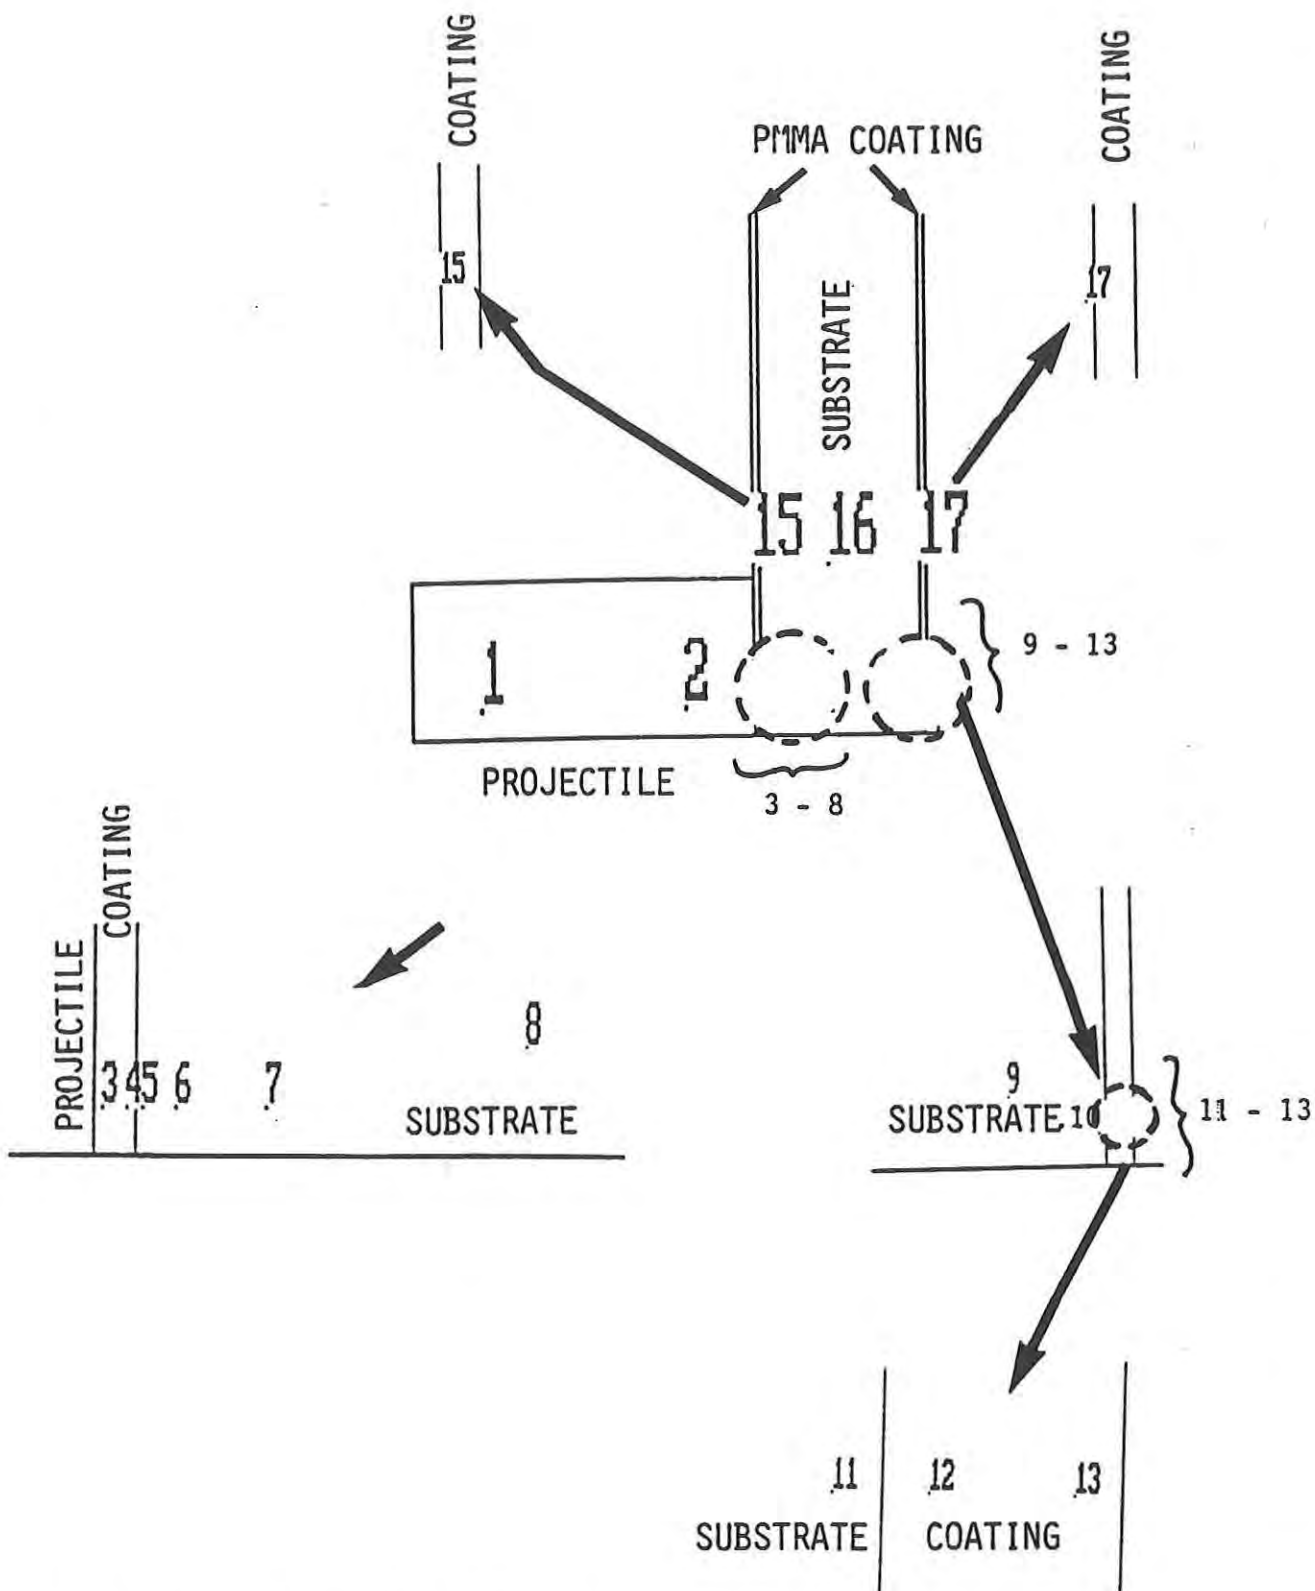 COATING
COATING
PMMA COATING
15
17
SUBSTRATE
15 16 17
9 - 13
1 2
PROJECTILE
3 - 8
COATING
PROJECTILE
8
3 4 5 6 7
SUBSTRATE
9
SUBSTRATE 10
11 - 13
11 12 13
SUBSTRATE COATING